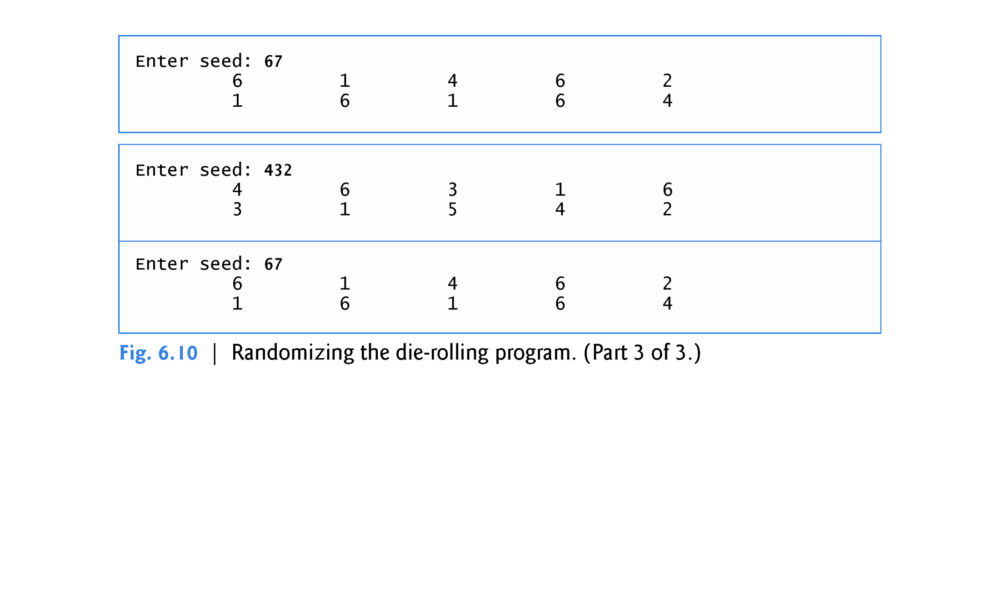 Enter seed: 67
6 1 4 6 2
1 6 1 6 4
Enter seed: 432
4 6 3 1 6
3 1 5 4 2
Enter seed: 67
6 1 4 6 2
1 6 1 6 4
Fig. 6.10 | Randomizing the die-rolling program. (Part 3 of 3.)